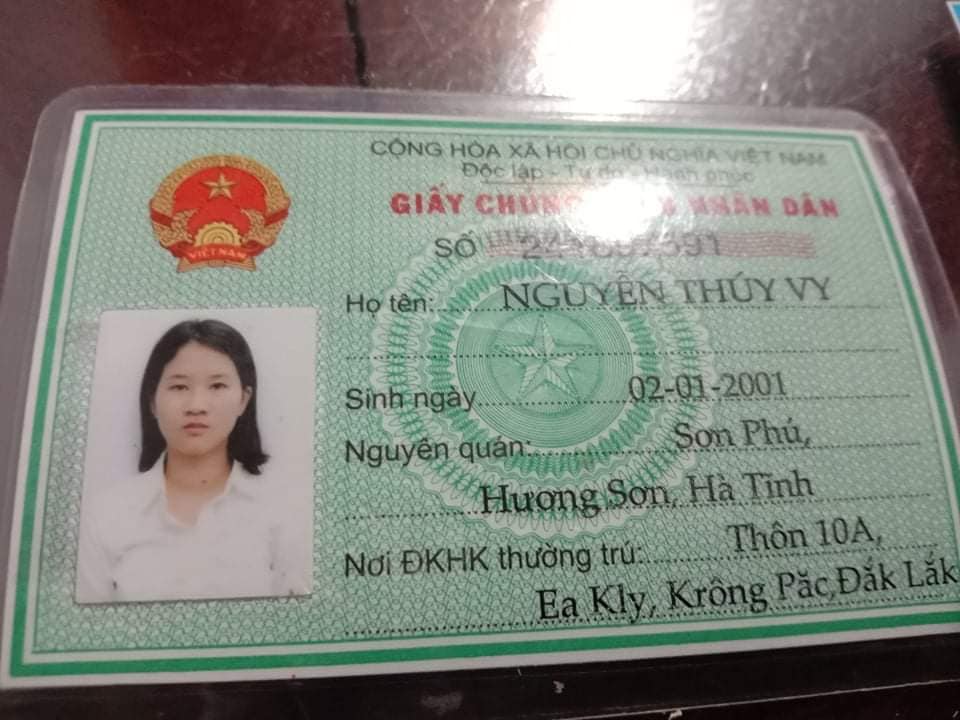 CỘNG HÒA XÃ HỘI CHỦ NGHĨA VIỆT NAM
Độc lập - Tự do - Hạnh phúc
GIẤY CHỨNG NHÂN DÂN
SỐ
Họ tên: NGUYỄN THÚY VY
Sinh ngày 02-01-2001
Nguyên quán: Sơn Phú,
Hương Sơn, Hà Tĩnh
Nơi ĐKHK thường trú: Thôn 10A,
Ea Kly, Krông Păc,Đắk Lắk
VIỆT NAM